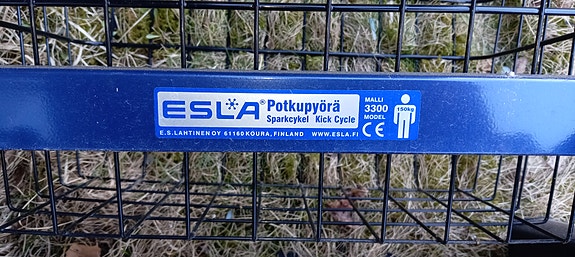 ESLA® Potkupyörä
Sparkcykel Kick Cycle
E.S. LAHTINEN OY 61160 KOURA, FINLAND WWW.ESLA.FI
MALLI
3300
MODEL
CE
150kg